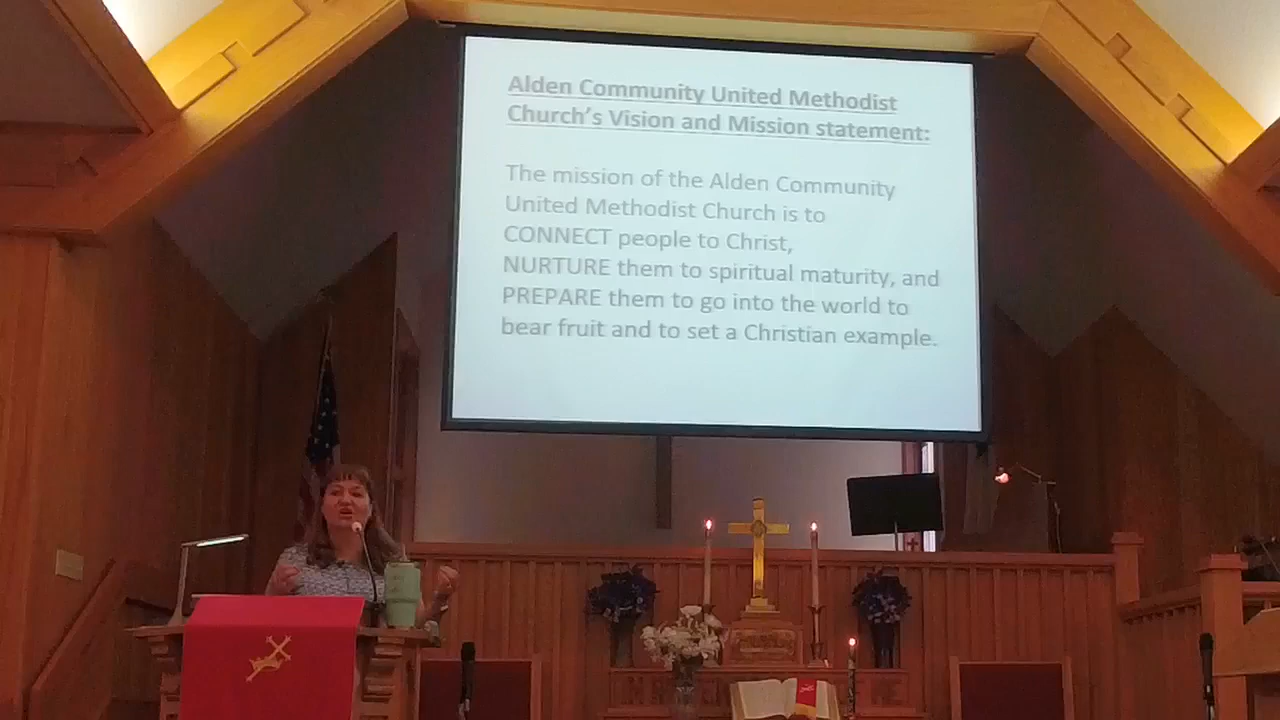 Alden Community United Methodist
Church's Vision and Mission statement:
The mission of the Alden Community
United Methodist Church is to
CONNECT people to Christ,
NURTURE them to spiritual maturity, and
PREPARE them to go into the world to
bear fruit and to set a Christian example.